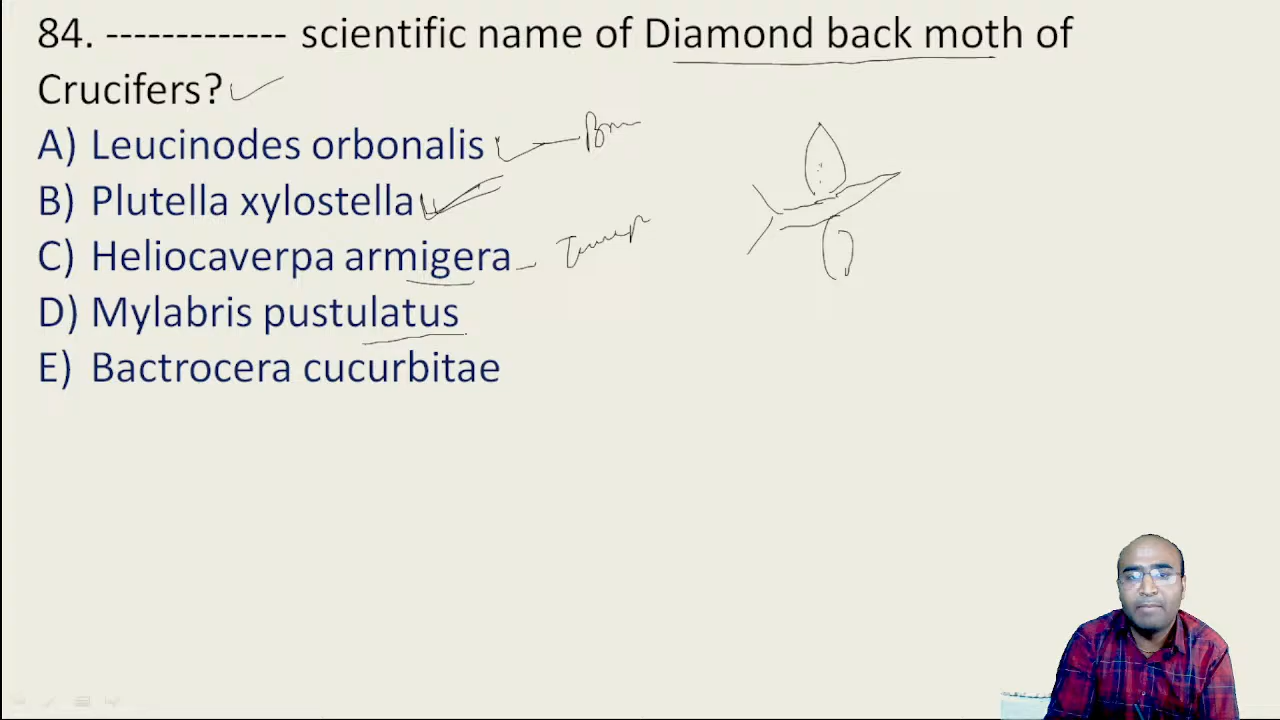 84. ------------- scientific name of Diamond back moth of
Crucifers?
A) Leucinodes orbonalis
B) Plutella xylostella
C) Heliocaverpa armigera
D) Mylabris pustulatus
E) Bactrocera cucurbitae